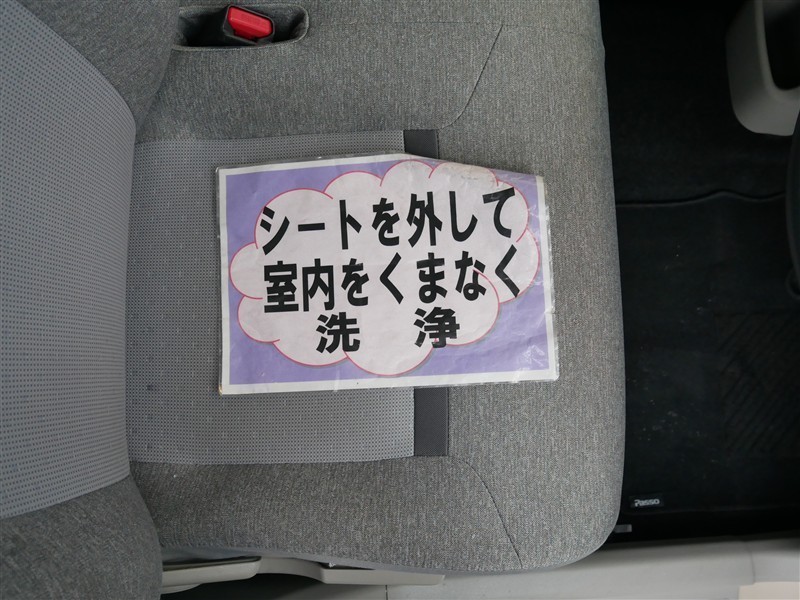 シートを外して
室内をくまなく
洗　浄
Passo